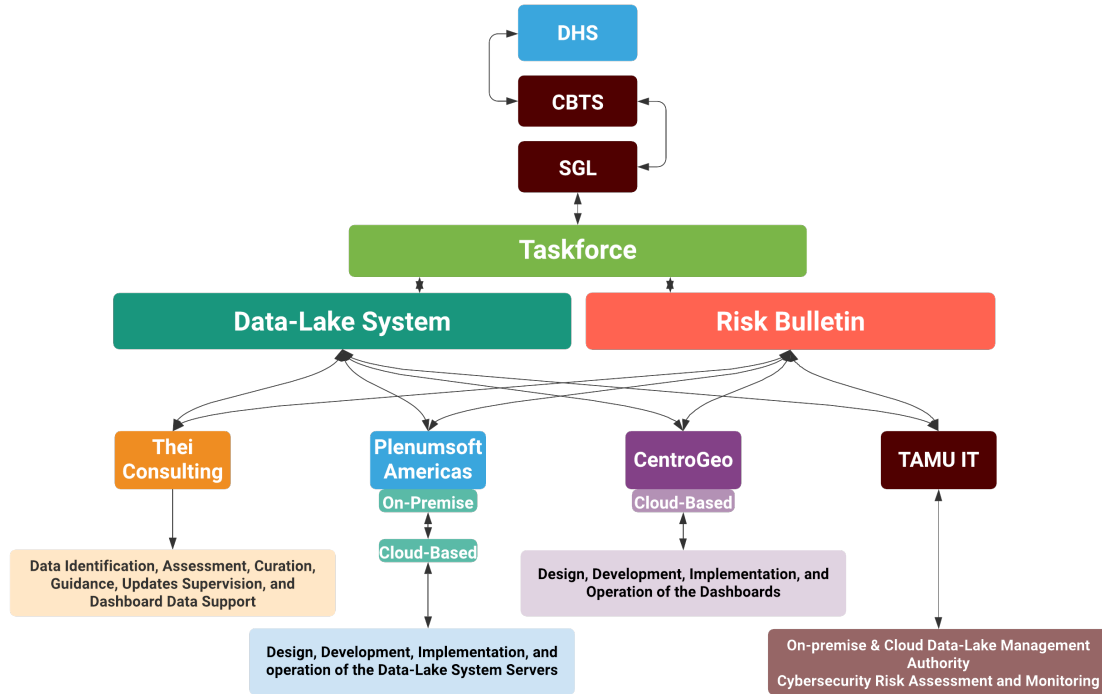 DHS
CBTS
SGL
Taskforce
Data-Lake System
Risk Bulletin
Thei
Consulting
Plenumsoft
Americas
CentroGeo
TAMU IT
On-Premise
Cloud-Based
Cloud-Based
Data Identification, Assessment, Curation,
Guidance, Updates Supervision, and
Dashboard Data Support
Design, Development, Implementation, and
Operation of the Dashboards
Design, Development, Implementation, and
operation of the Data-Lake System Servers
On-premise & Cloud Data-Lake Management
Authority
Cybersecurity Risk Assessment and Monitoring